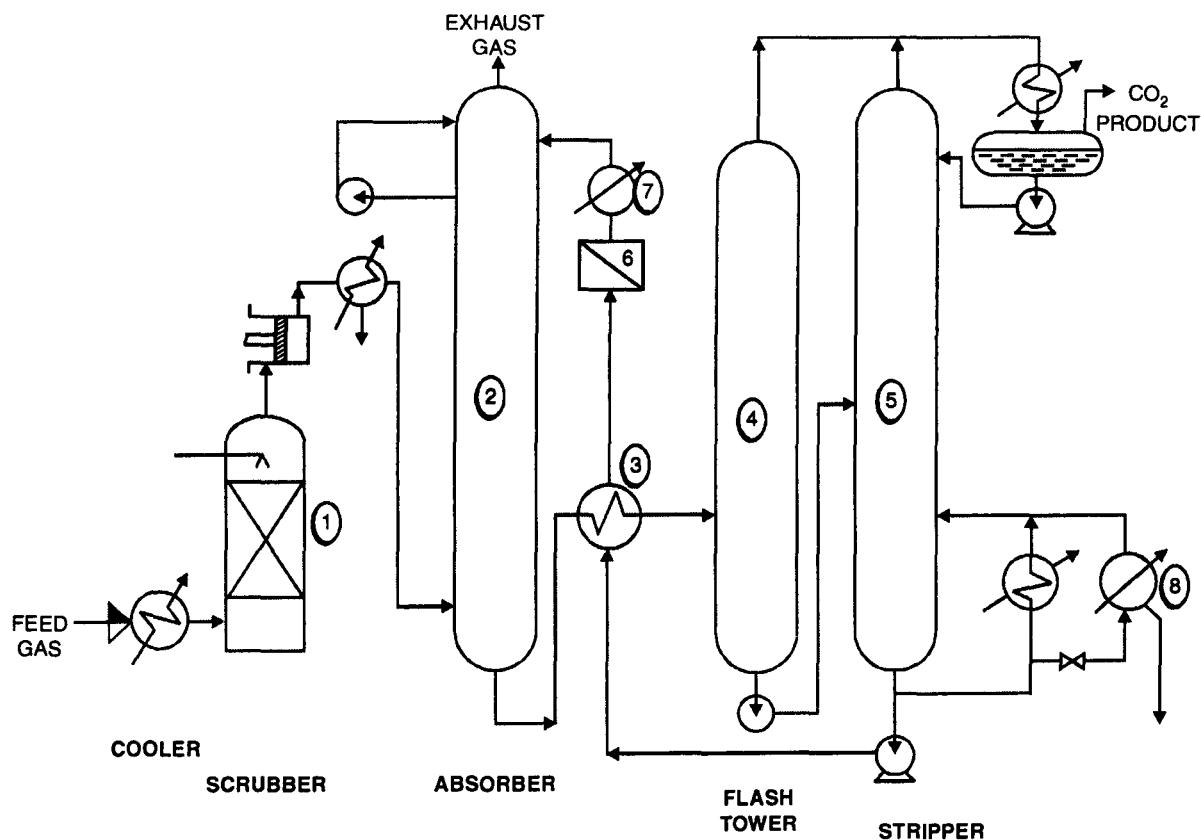 EXHAUST
GAS
CO₂
PRODUCT
7
6
2
5
4
3
1
8
FEED
GAS
COOLER
SCRUBBER
ABSORBER
FLASH
TOWER
STRIPPER